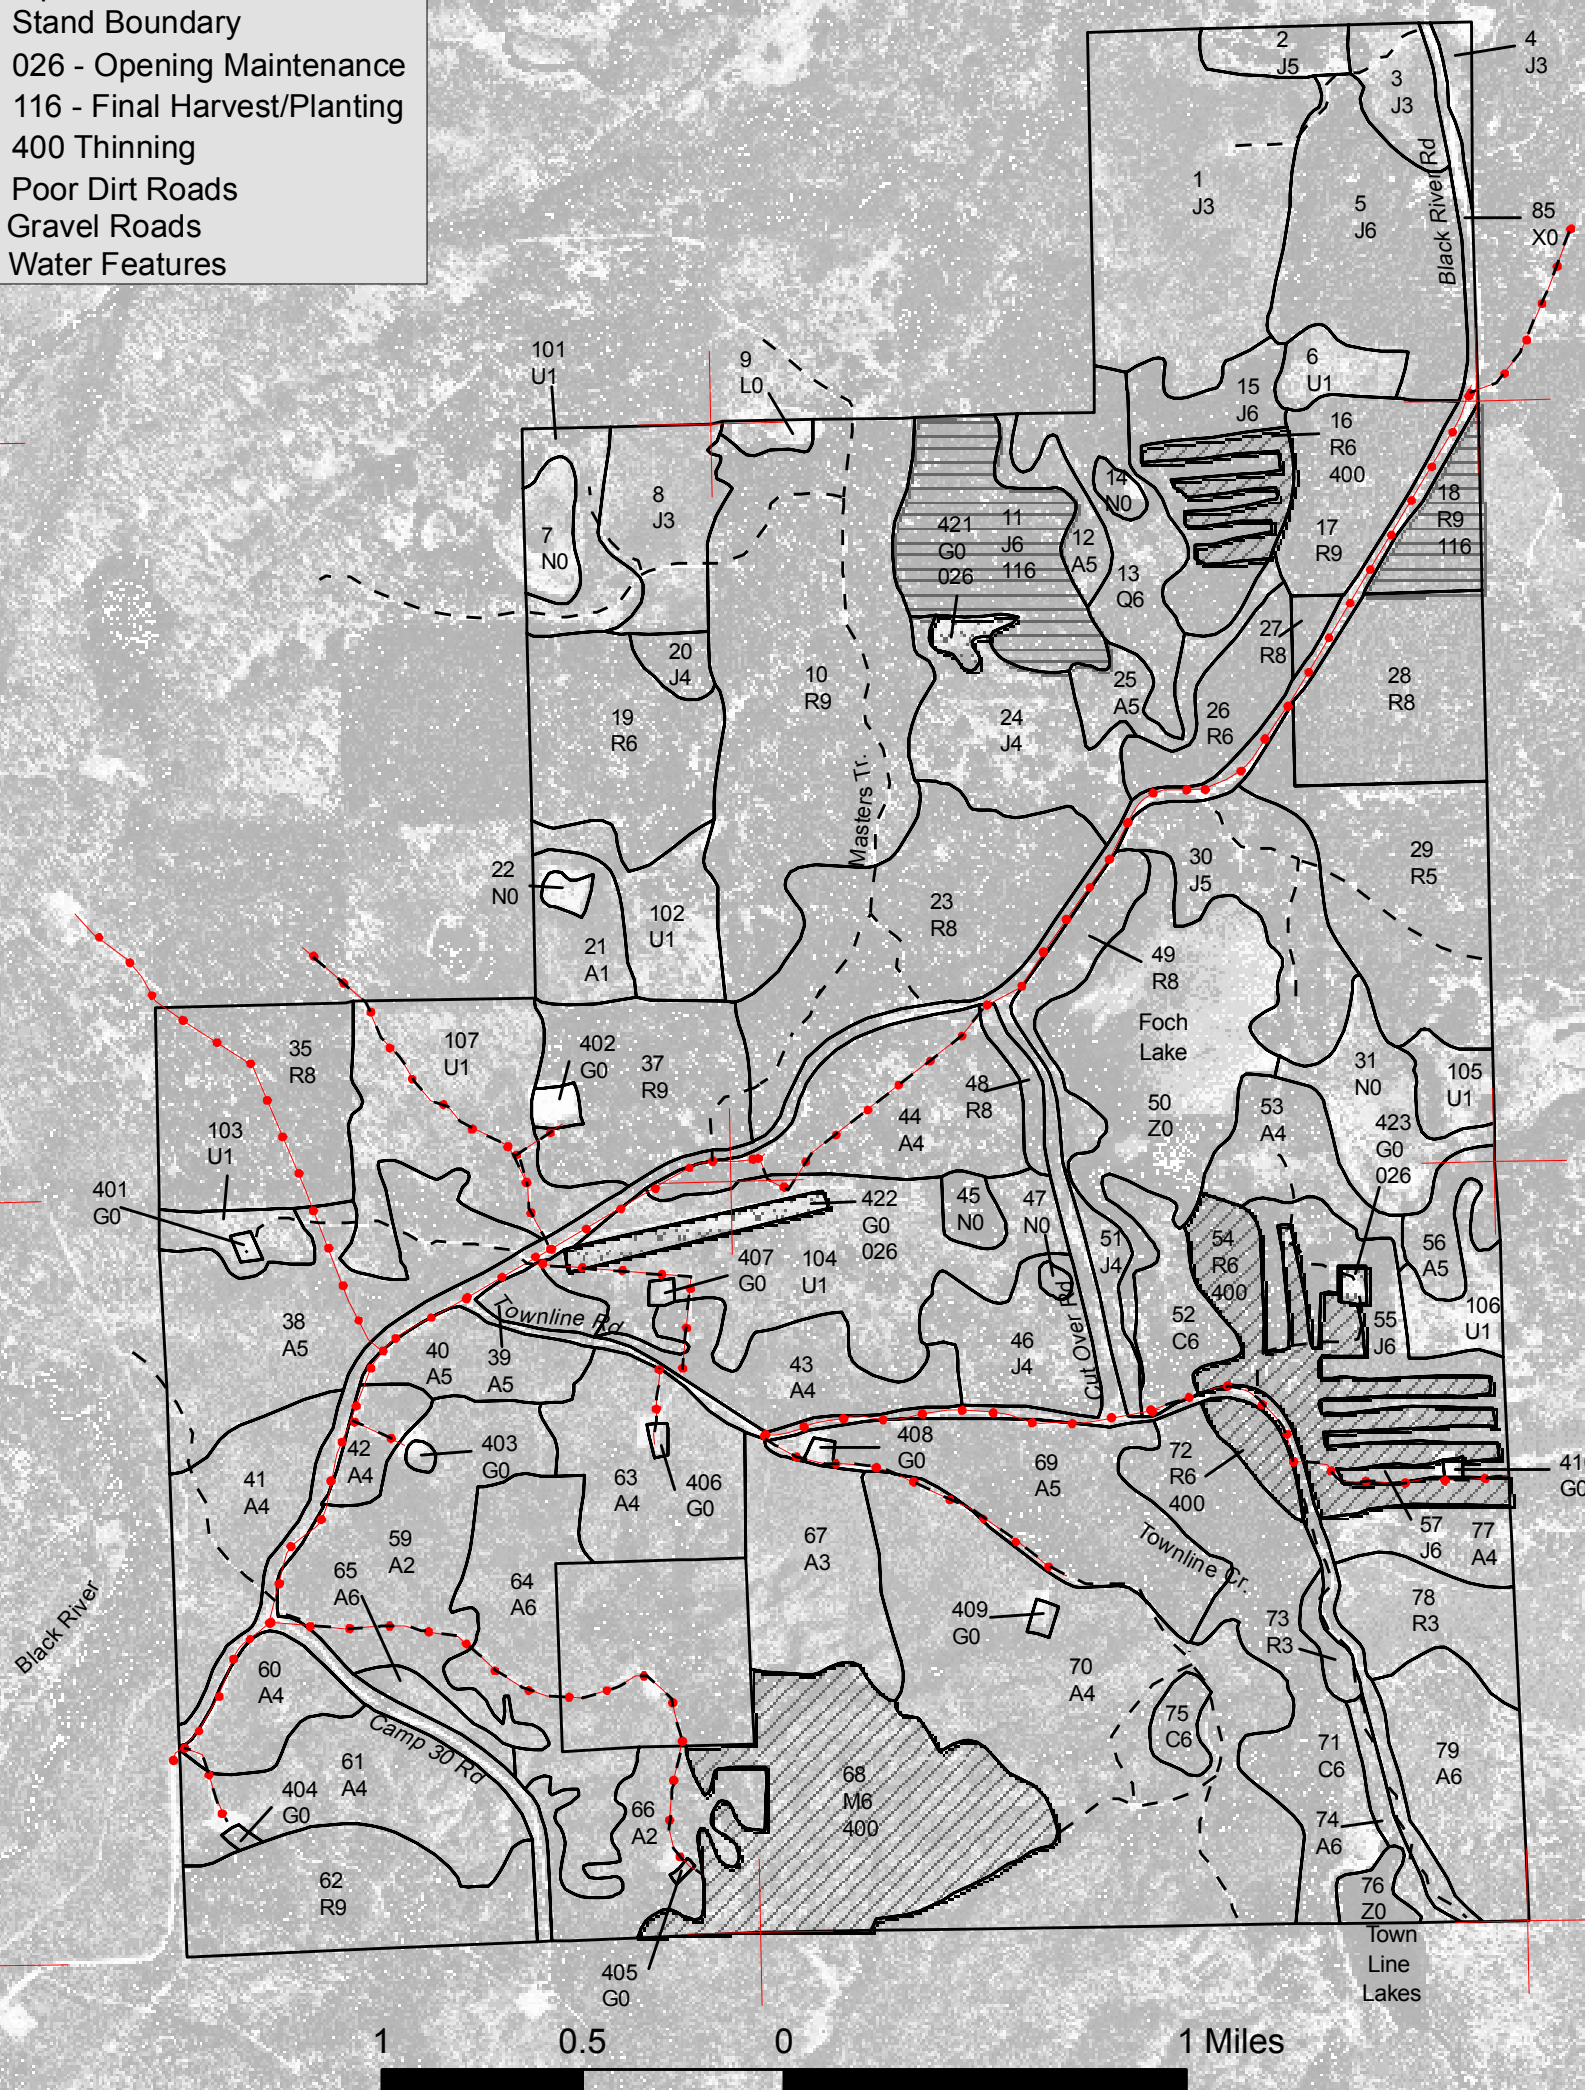 Stand Boundary
026 - Opening Maintenance
116 - Final Harvest/Planting
400 Thinning
Poor Dirt Roads
Gravel Roads
Water Features
2
J5
4
J3
3
J3
Black River Rd
1
J3
5
J6
85
X0
101
U1
9
L0
6
U1
15
J6
16
R6
400
8
J3
14
N0
18
R9
116
421
G0
026
11
J6
116
12
A5
17
R9
7
N0
13
Q6
27
R8
20
J4
10
R9
25
A5
28
R8
19
R6
24
J4
26
R6
Masters Tr.
22
N0
30
J5
29
R5
102
U1
23
R8
21
A1
49
R8
Foch
Lake
35
R8
107
U1
402
G0
37
R9
31
N0
105
U1
48
R8
44
A4
50
Z0
53
A4
423
G0
026
103
U1
401
G0
422
G0
026
45
N0
47
N0
407
G0
104
U1
51
J4
54
R6
400
56
A5
Townline Rd
38
A5
40
A5
39
A5
46
J4
Cut Over Rd
52
C6
55
J6
106
U1
43
A4
42
A4
403
G0
408
G0
41
A4
63
A4
406
G0
69
A5
72
R6
400
G0
59
A2
67
A3
57
J6
77
A4
65
A6
64
A6
Townline Cr.
Black River
409
G0
73
R3
78
R3
60
A4
70
A4
75
C6
Camp 30 Rd
61
A4
71
C6
79
A6
404
G0
68
M6
400
66
A2
74
A6
62
R9
76
Z0
Town
Line
Lakes
405
G0
1
0.5
0
1 Miles